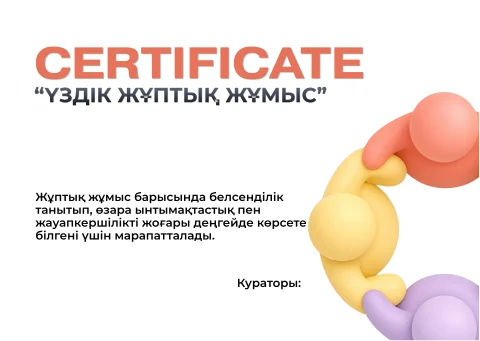 CERTIFICATE
“ҮЗДІК ЖҰПТЫҚ ЖҰМЫС”
Жұптық жұмыс барысында белсенділік
танытып, өзара ынтымақтастық пен
жауапкершілікті жоғары деңгейде көрсете
білгені үшін марапатталады.
Кураторы: